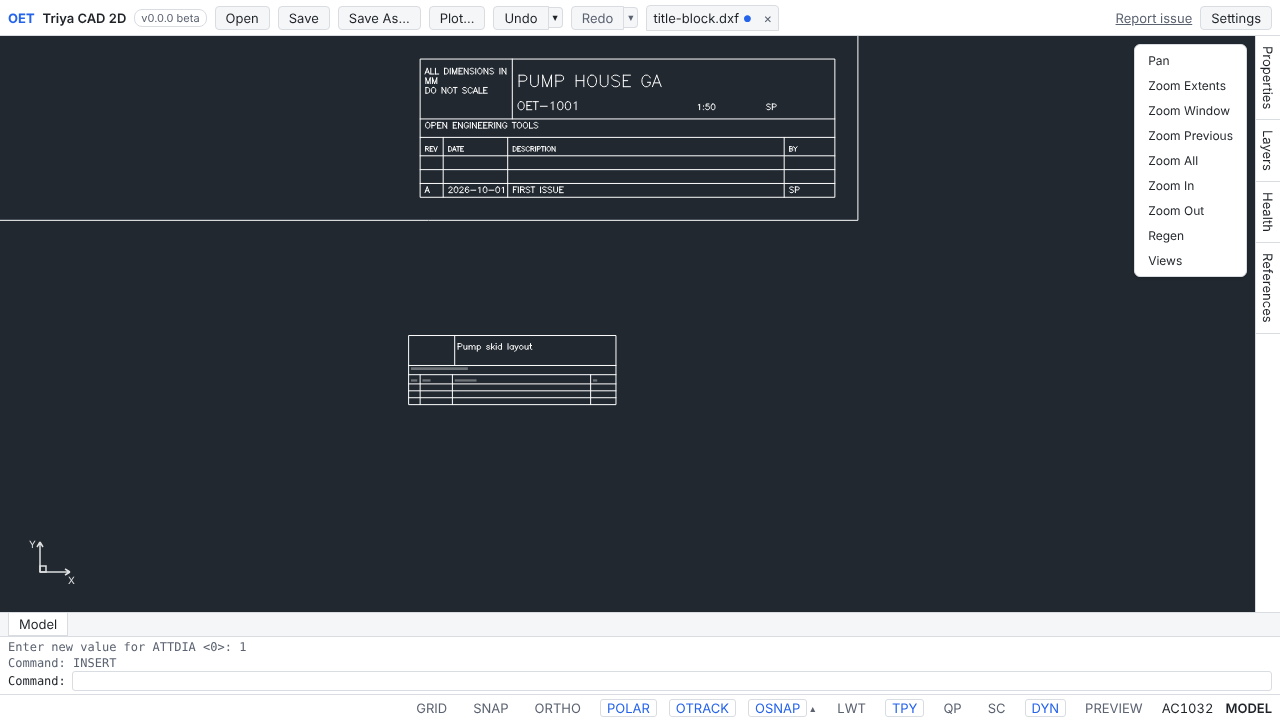 OET Triya CAD 2D v0.0.0 beta Open Save Save As... Plot... Undo ▾ Redo ▾ title-block.dxf × Report issue Settings
ALL DIMENSIONS IN
MM
DO NOT SCALE
PUMP HOUSE GA
OET-1001 1:50 SP
OPEN ENGINEERING TOOLS
REV DATE DESCRIPTION BY
A 2026-10-01 FIRST ISSUE SP
Pump skid layout
Pan
Zoom Extents
Zoom Window
Zoom Previous
Zoom All
Zoom In
Zoom Out
Regen
Views
Properties
Layers
Health
References
Y
X
Model
Enter new value for ATTDIA <0>: 1
Command: INSERT
Command:
GRID SNAP ORTHO POLAR OTRACK OSNAP ▴ LWT TPY QP SC DYN PREVIEW AC1032 MODEL